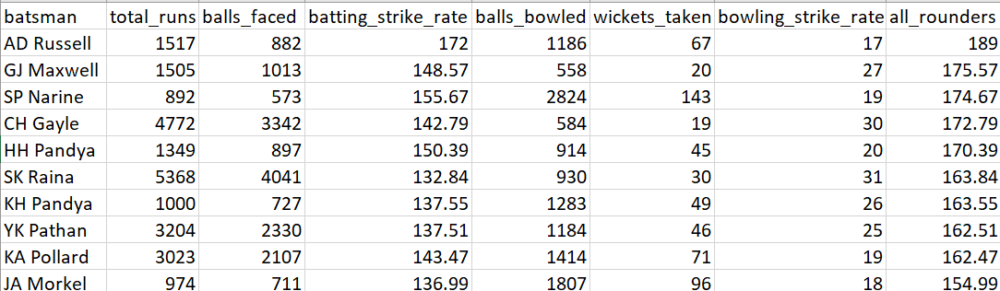 batsman total_runs balls_faced batting_strike_rate balls_bowled wickets_taken bowling_strike_rate all_rounders
AD Russell 1517 882 172 1186 67 17 189
GJ Maxwell 1505 1013 148.57 558 20 27 175.57
SP Narine 892 573 155.67 2824 143 19 174.67
CH Gayle 4772 3342 142.79 584 19 30 172.79
HH Pandya 1349 897 150.39 914 45 20 170.39
SK Raina 5368 4041 132.84 930 30 31 163.84
KH Pandya 1000 727 137.55 1283 49 26 163.55
YK Pathan 3204 2330 137.51 1184 46 25 162.51
KA Pollard 3023 2107 143.47 1414 71 19 162.47
JA Morkel 974 711 136.99 1807 96 18 154.99